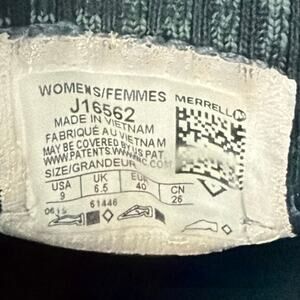 WOMENS/FEMMES
J16562
MERRELL
MADE IN VIETNAM
FABRIQUÉ AU VIETNAM
MAY BE COVERED BY US PAT
SIZE/GRANDEUR
USA UK EUR CN
9 6.5 40 26
61446